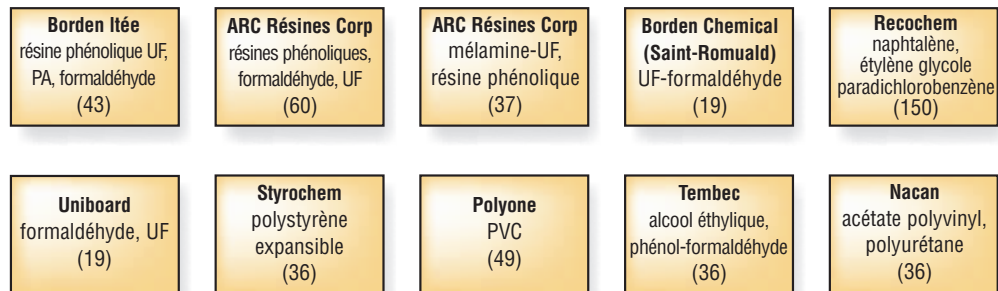 Borden ltée
résine phénolique UF,
PA, formaldéhyde
(43)
ARC Résines Corp
résines phénoliques,
formaldéhyde, UF
(60)
ARC Résines Corp
mélamine-UF,
résine phénolique
(37)
Borden Chemical
(Saint-Romuald)
UF-formaldéhyde
(19)
Recochem
naphtalène,
étylène glycole
paradichlorobenzène
(150)
Uniboard
formaldéhyde, UF
(19)
Styrochem
polystyrène
expansible
(36)
Polyone
PVC
(49)
Tembec
alcool éthylique,
phénol-formaldéhyde
(36)
Nacan
acétate polyvinyl,
polyurétane
(36)